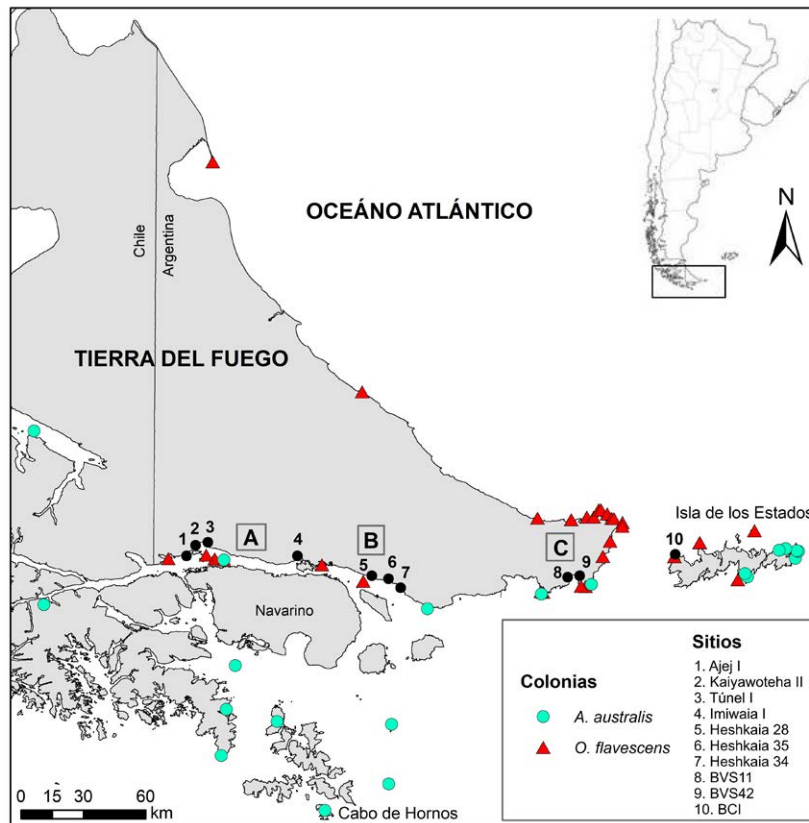 OCEÁNO ATLÁNTICO
N
Chile
Argentina
TIERRA DEL FUEGO
Isla de los Estados
1
2
3
A
4
B
5
6
7
C
8
9
10
Navarino
Cabo de Hornos
0 15 30 60
km
Colonias
A. australis
O. flavescens
Sitios
1. Ajej I
2. Kaiyawoteha II
3. Túnel I
4. Imiwaia I
5. Heshkaia 28
6. Heshkaia 35
7. Heshkaia 34
8. BVS11
9. BVS42
10. BCI